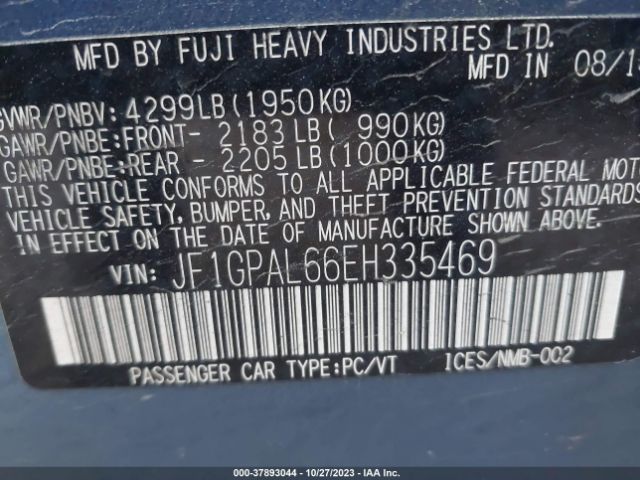 MFD BY FUJI HEAVY INDUSTRIES LTD.
MFD IN 08/13
GVWR/PNBV: 4299LB (1950KG)
GAWR/PNBE:FRONT- 2183 LB ( 990KG)
GAWR/PNBE:REAR - 2205 LB (1000KG)
THIS VEHICLE CONFORMS TO ALL APPLICABLE FEDERAL MOTO
VEHICLE SAFETY, BUMPER, AND THEFT PREVENTION STANDARDS
IN EFFECT ON THE DATE OF MANUFACTURE SHOWN ABOVE.
VIN: JF1GPAL66EH335469
PASSENGER CAR TYPE:PC/VT ICES/NMB-002
000-37893044 - 10/27/2023 - IAA Inc.